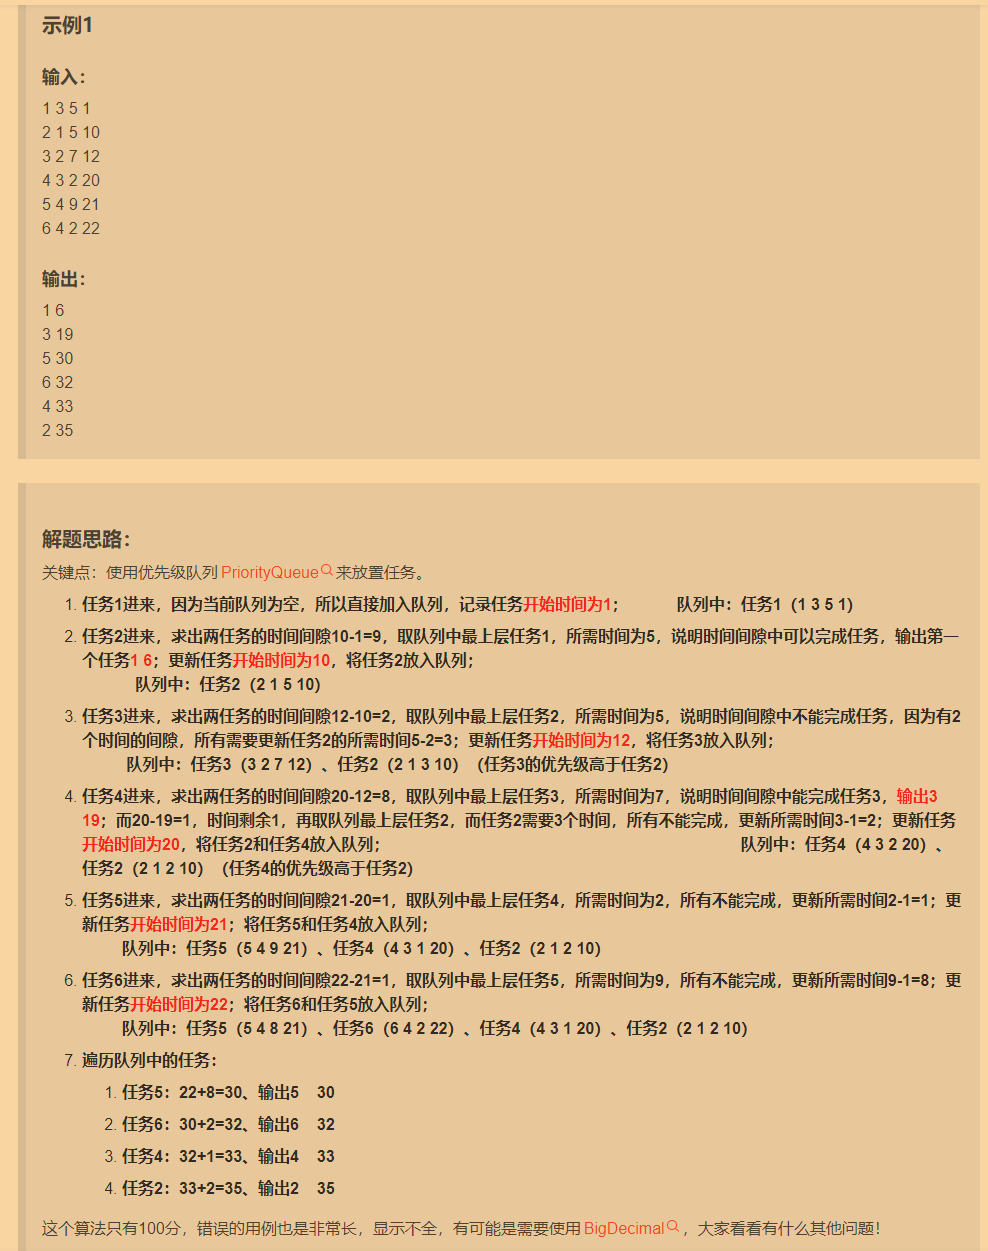 示例1
输入：
1 3 5 1
2 1 5 10
3 2 7 12
4 3 2 20
5 4 9 21
6 4 2 22
输出：
1 6
3 19
5 30
6 32
4 33
2 35
解题思路：
关键点：使用优先级队列 PriorityQueue 来放置任务。
1. 任务1进来，因为当前队列为空，所以直接加入队列，记录任务开始时间为1； 队列中：任务1（1 3 5 1）
2. 任务2进来，求出两任务的时间间隙10-1=9，取队列中最上层任务1，所需时间为5，说明时间间隙中可以完成任务，输出第一
个任务1 6；更新任务开始时间为10，将任务2放入队列；
队列中：任务2（2 1 5 10）
3. 任务3进来，求出两任务的时间间隙12-10=2，取队列中最上层任务2，所需时间为5，说明时间间隙中不能完成任务，因为有2
个时间的间隙，所有需要更新任务2的所需时间5-2=3；更新任务开始时间为12，将任务3放入队列；
队列中：任务3（3 2 7 12）、任务2（2 1 3 10）（任务3的优先级高于任务2）
4. 任务4进来，求出两任务的时间间隙20-12=8，取队列中最上层任务3，所需时间为7，说明时间间隙中能完成任务3，输出3
19；而20-19=1，时间剩余1，再取队列最上层任务2，而任务2需要3个时间，所有不能完成，更新所需时间3-1=2；更新任务
开始时间为20，将任务2和任务4放入队列； 队列中：任务4（4 3 2 20）、
任务2（2 1 2 10）（任务4的优先级高于任务2）
5. 任务5进来，求出两任务的时间间隙21-20=1，取队列中最上层任务4，所需时间为2，所有不能完成，更新所需时间2-1=1；更
新任务开始时间为21；将任务5和任务4放入队列；
队列中：任务5（5 4 9 21）、任务4（4 3 1 20）、任务2（2 1 2 10）
6. 任务6进来，求出两任务的时间间隙22-21=1，取队列中最上层任务5，所需时间为9，所有不能完成，更新所需时间9-1=8；更
新任务开始时间为22；将任务6和任务5放入队列；
队列中：任务5（5 4 8 21）、任务6（6 4 2 22）、任务4（4 3 1 20）、任务2（2 1 2 10）
7. 遍历队列中的任务：
1. 任务5：22+8=30、输出5 30
2. 任务6：30+2=32、输出6 32
3. 任务4：32+1=33、输出4 33
4. 任务2：33+2=35、输出2 35
这个算法只有100分，错误的用例也是非常长，显示不全，有可能是需要使用 BigDecimal ，大家看看有什么其他问题！